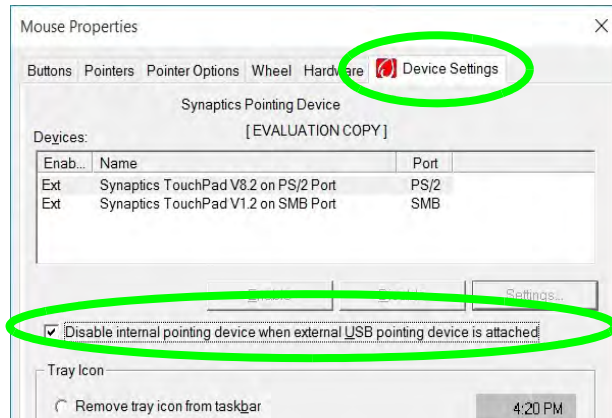 Mouse Properties
Buttons Pointers Pointer Options Wheel Hardware Device Settings
Synaptics Pointing Device
[ EVALUATION COPY ]
Devices:
Enab... Name Port
Ext Synaptics TouchPad V8.2 on PS/2 Port PS/2
Ext Synaptics TouchPad V1.2 on SMB Port SMB
Settings...
Disable internal pointing device when external USB pointing device is attached
Tray Icon
Remove tray icon from taskbar
4:20 PM